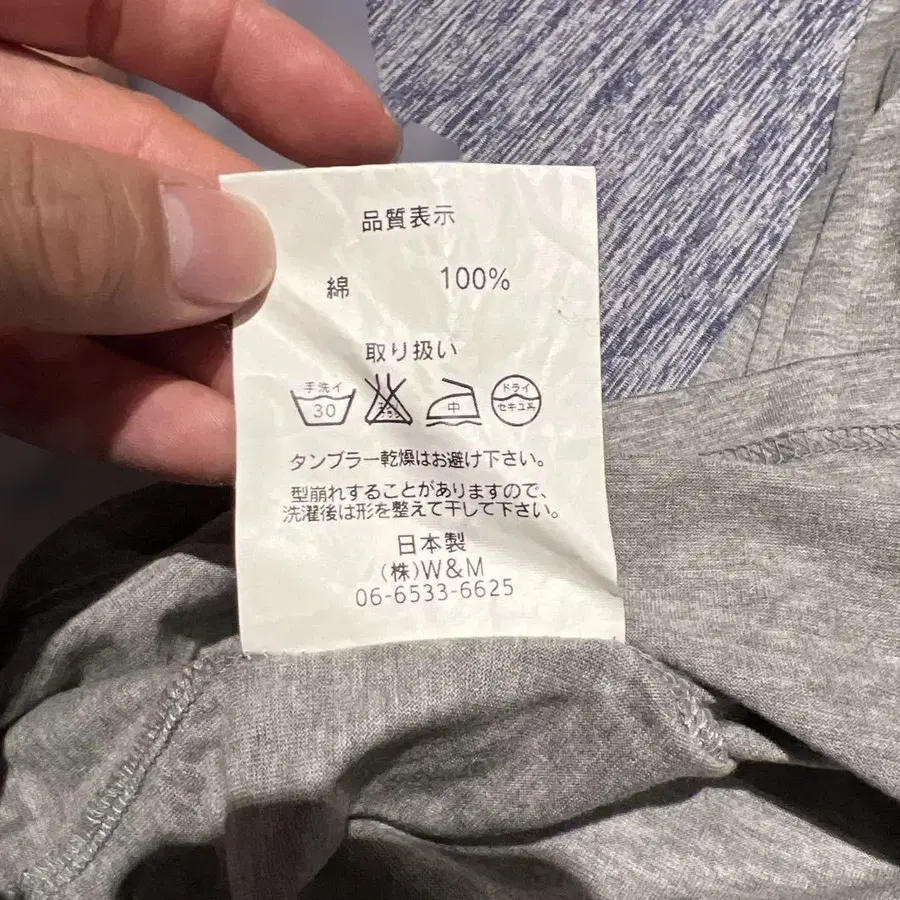 品質表示
綿 100%
取り扱い
手洗イ
30
中
ドライ
セキユ系
タンブラー乾燥はお避け下さい。
型崩れすることがありますので、
洗濯後は形を整えて干して下さい。
日本製
(株)W&M
06-6533-6625